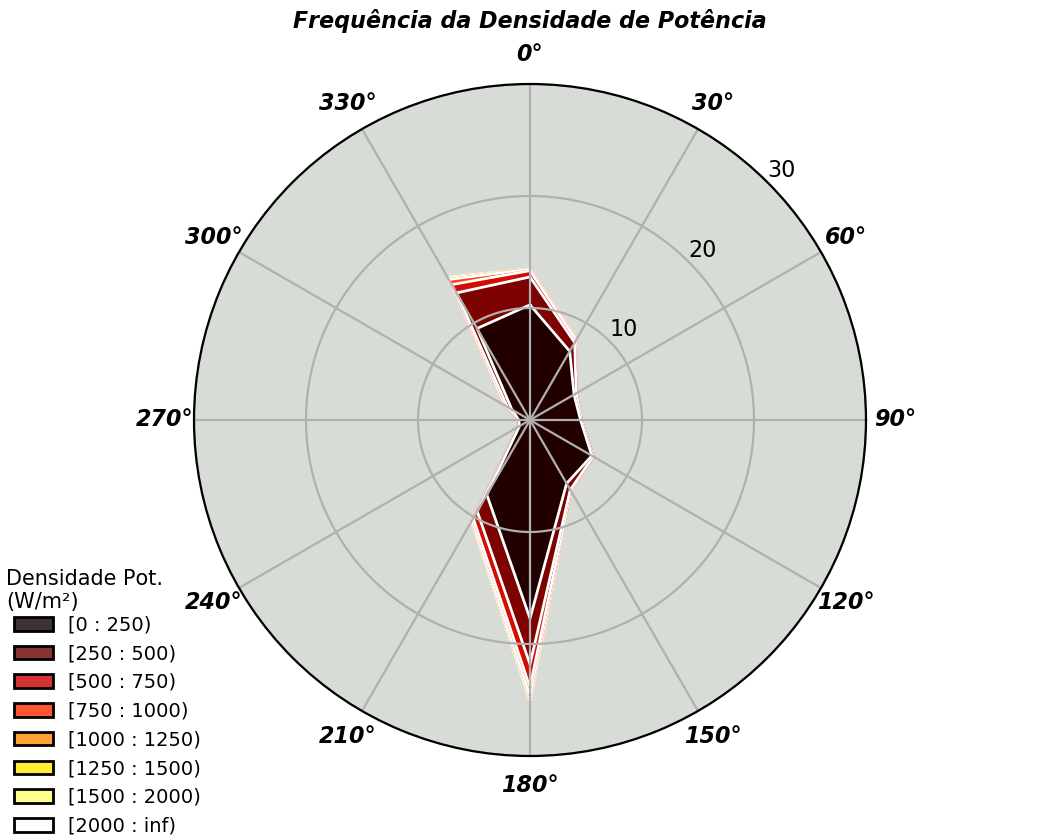 Frequência da Densidade de Potência
0°
330°
30°
30
300°
60°
20
10
270°
90°
240°
120°
210°
150°
180°
Densidade Pot.
(W/m²)
[0 : 250)
[250 : 500)
[500 : 750)
[750 : 1000)
[1000 : 1250)
[1250 : 1500)
[1500 : 2000)
[2000 : inf)